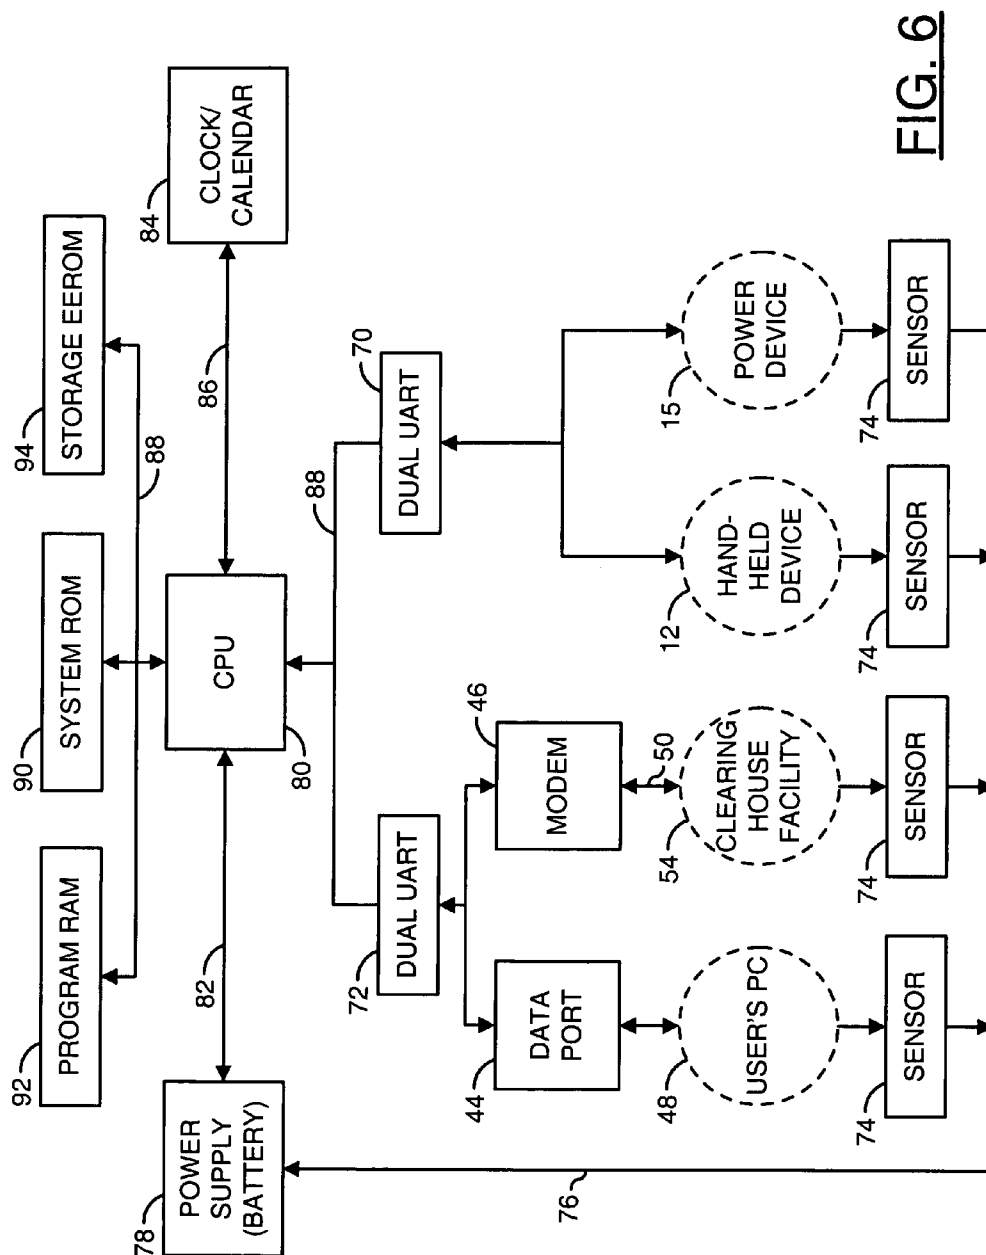 92
PROGRAM RAM
90
SYSTEM ROM
94
STORAGE EEROM
88
78
POWER
SUPPLY
(BATTERY)
82
CPU
80
86
84
CLOCK/
CALENDAR
88
72
DUAL UART
70
DUAL UART
44
DATA
PORT
46
MODEM
50
48
USER'S PC
54
CLEARING
HOUSE
FACILITY
12
HAND-
HELD
DEVICE
15
POWER
DEVICE
74
SENSOR
74
SENSOR
74
SENSOR
74
SENSOR
76
FIG. 6